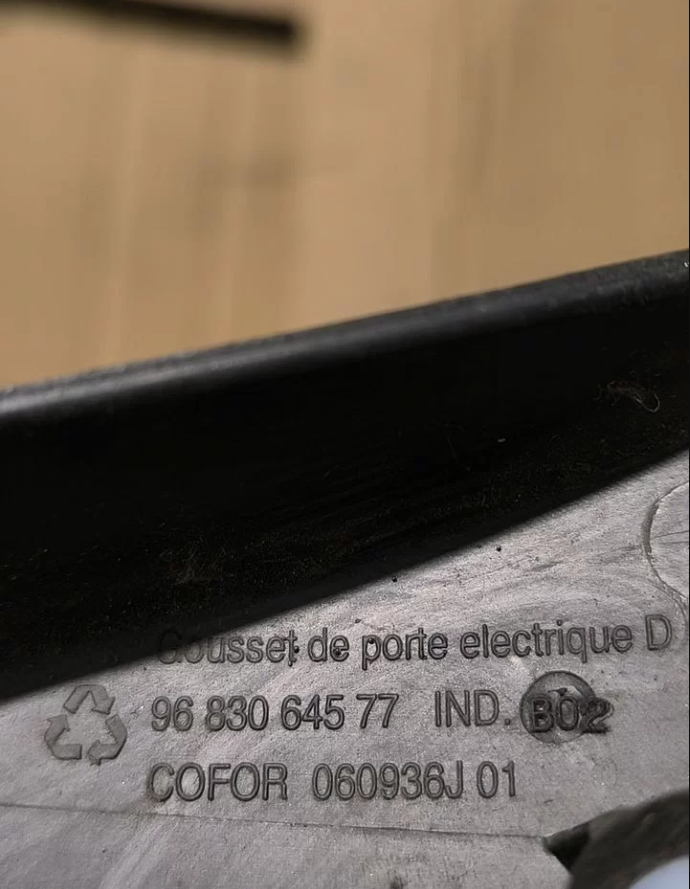 Gousset de porte electrique D
96 830 645 77 IND. B02
COFOR 060936J 01